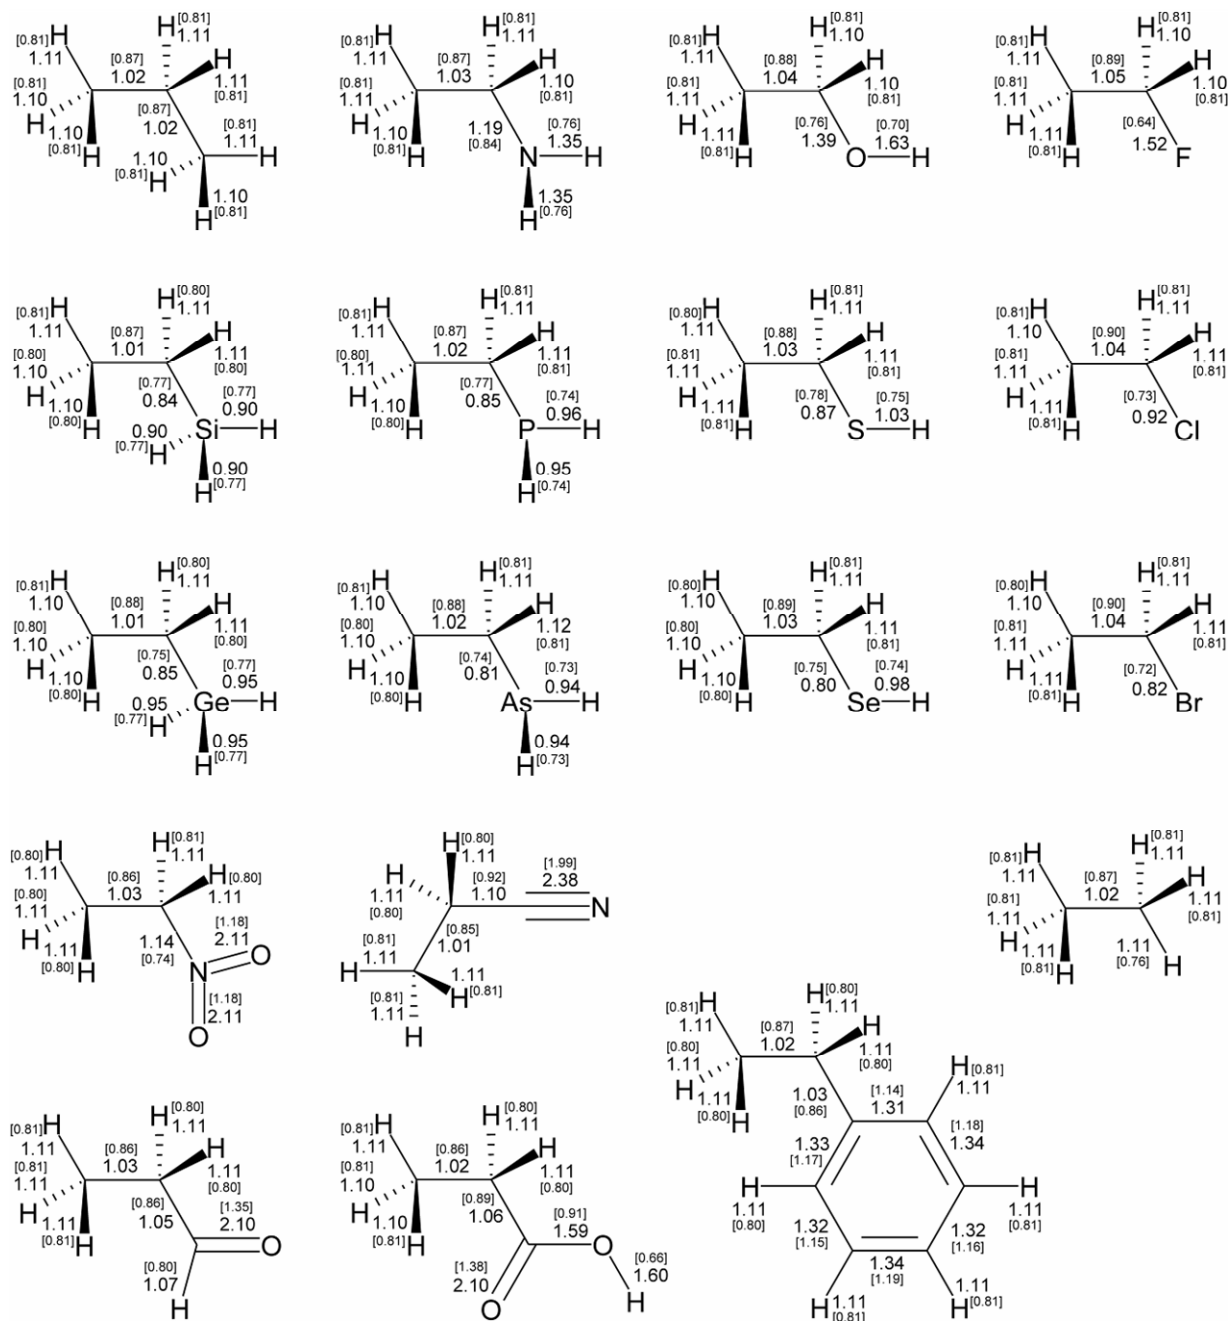 H [0.81] 1.11
[0.81] 1.11 H
[0.87] 1.02
H 1.11 [0.81]
[0.81] 1.10 H
1.10 [0.81] H
[0.87] 1.02
[0.81] 1.11 H
1.10 [0.81] H
1.10 H [0.81]
H [0.81] 1.11
[0.81] 1.11 H
[0.87] 1.03
H 1.10 [0.81]
[0.81] 1.11 H
1.10 [0.81] H
1.19 [0.84]
N
[0.76] 1.35 H
1.35 H [0.76]
H [0.81] 1.10
[0.81] 1.11 H
[0.88] 1.04
H 1.10 [0.81]
[0.81] 1.11 H
1.11 [0.81] H
[0.76] 1.39
O
[0.70] 1.63 H
H [0.81] 1.10
[0.81] 1.11 H
[0.89] 1.05
H 1.10 [0.81]
[0.81] 1.11 H
1.11 [0.81] H
[0.64] 1.52
F
H [0.80] 1.11
[0.81] 1.11 H
[0.87] 1.01
H 1.11 [0.80]
[0.80] 1.10 H
1.10 [0.80] H
[0.77] 0.84
Si
[0.77] 0.90 H
0.90 [0.77] H
0.90 H [0.77]
H [0.81] 1.11
[0.81] 1.11 H
[0.87] 1.02
H 1.11 [0.81]
[0.80] 1.11 H
1.10 [0.80] H
[0.77] 0.85
P
[0.74] 0.96 H
0.95 H [0.74]
H [0.81] 1.11
[0.80] 1.11 H
[0.88] 1.03
H 1.11 [0.81]
[0.81] 1.11 H
1.11 [0.81] H
[0.78] 0.87
S
[0.75] 1.03 H
H [0.81] 1.11
[0.81] 1.10 H
[0.90] 1.04
H 1.11 [0.81]
[0.81] 1.11 H
1.11 [0.81] H
[0.73] 0.92
Cl
H [0.80] 1.11
[0.81] 1.10 H
[0.88] 1.01
H 1.11 [0.80]
[0.80] 1.10 H
1.10 [0.80] H
[0.75] 0.85
Ge
[0.77] 0.95 H
0.95 [0.77] H
0.95 H [0.77]
H [0.81] 1.11
[0.81] 1.10 H
[0.88] 1.02
H 1.12 [0.81]
[0.80] 1.10 H
1.10 [0.80] H
[0.74] 0.81
As
[0.73] 0.94 H
0.94 H [0.73]
H [0.81] 1.11
[0.80] 1.10 H
[0.89] 1.03
H 1.11 [0.81]
[0.80] 1.11 H
1.10 [0.80] H
[0.75] 0.80
Se
[0.74] 0.98 H
H [0.81] 1.11
[0.80] 1.10 H
[0.90] 1.04
H 1.11 [0.81]
[0.81] 1.11 H
1.11 [0.81] H
[0.72] 0.82
Br
H [0.81] 1.11
[0.80] 1.11 H
[0.86] 1.03
H [0.80] 1.11
[0.80] 1.11 H
1.11 [0.80] H
1.14 [0.74]
N
[1.18] 2.11 O
[1.18] 2.11 O
H [0.80] 1.11
H 1.11 [0.80]
[0.92] 1.10
[1.99] 2.38
N
[0.85] 1.01
[0.81] 1.11 H
1.11 H [0.81]
[0.81] 1.11 H
H [0.81] 1.11
[0.81] 1.11 H
[0.87] 1.02
H 1.11 [0.81]
[0.81] 1.11 H
1.11 [0.81] H
1.11 [0.76] H
H [0.80] 1.11
[0.81] 1.11 H
[0.86] 1.03
H 1.11 [0.80]
[0.81] 1.11 H
1.11 [0.81] H
[0.86] 1.05
[1.35] 2.10 O
[0.80] 1.07 H
H [0.80] 1.11
[0.81] 1.11 H
[0.86] 1.02
H 1.11 [0.80]
[0.81] 1.10 H
1.10 [0.81] H
[0.89] 1.06
[0.91] 1.59 O
[0.66] 1.60 H
[1.38] 2.10 O
H [0.80] 1.11
[0.81] 1.11 H
[0.87] 1.02
H 1.11 [0.80]
[0.80] 1.11 H
1.11 [0.80] H
1.03 [0.86]
[1.14] 1.31
H [0.81] 1.11
[1.18] 1.34
1.33 [1.17]
H 1.11 [0.80]
H 1.11 [0.81]
1.32 [1.15]
1.32 [1.16]
1.34 [1.19]
H 1.11 [0.81]
1.11 H [0.81]